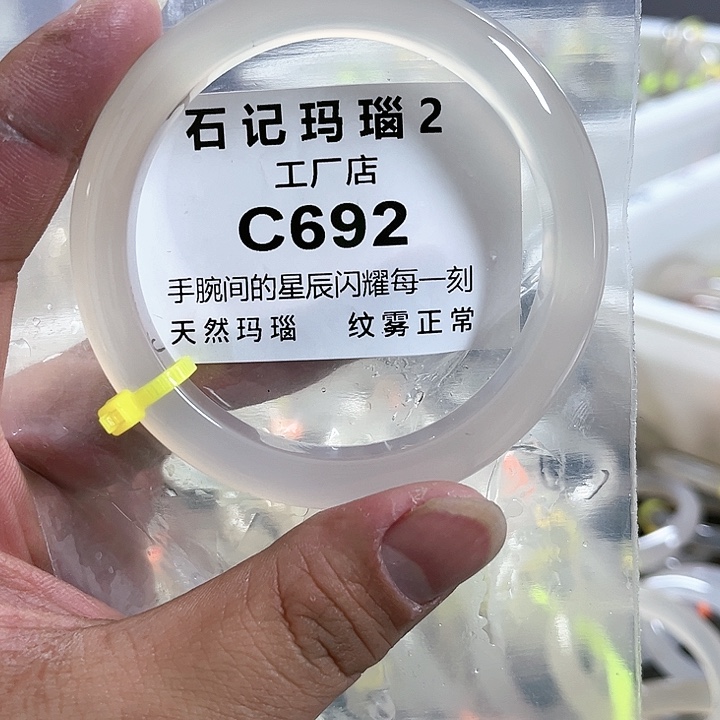 石记玛瑙2
工厂店
C692
手腕间的星辰闪耀每一刻
天然玛瑙 纹雾正常